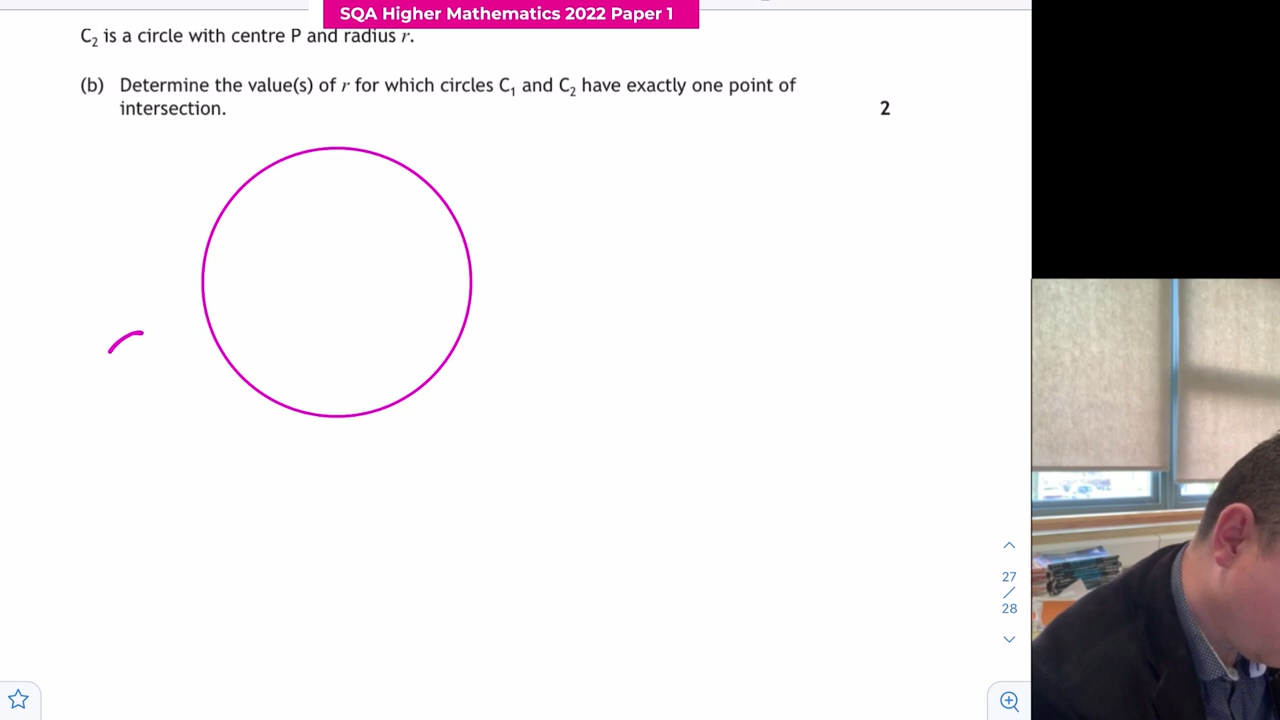 SQA Higher Mathematics 2022 Paper 1
C₂ is a circle with centre P and radius r.
(b) Determine the value(s) of r for which circles C₁ and C₂ have exactly one point of
intersection.
2
27
/
28